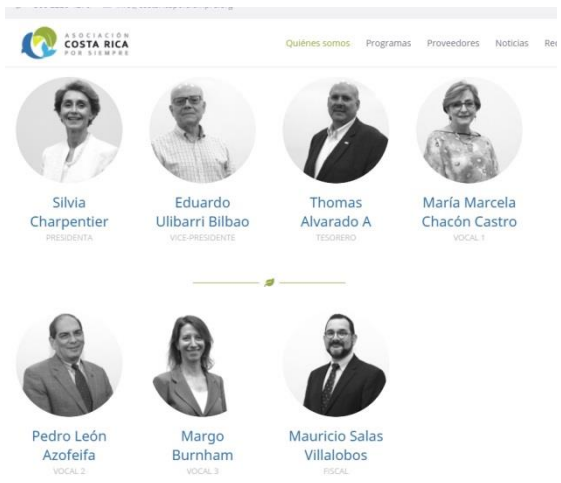 ASOCIACIÓN
COSTA RICA
POR SIEMPRE
Quiénes somos Programas Proveedores Noticias
Silvia Eduardo Thomas María Marcela
Charpentier Ulibarri Bilbao Alvarado A Chacón Castro
PRESIDENTA VICE-PRESIDENTE TESORERO VOCAL 1
Pedro León Margo Mauricio Salas
Azofeifa Burnham Villalobos
VOCAL 2 VOCAL 3 FISCAL